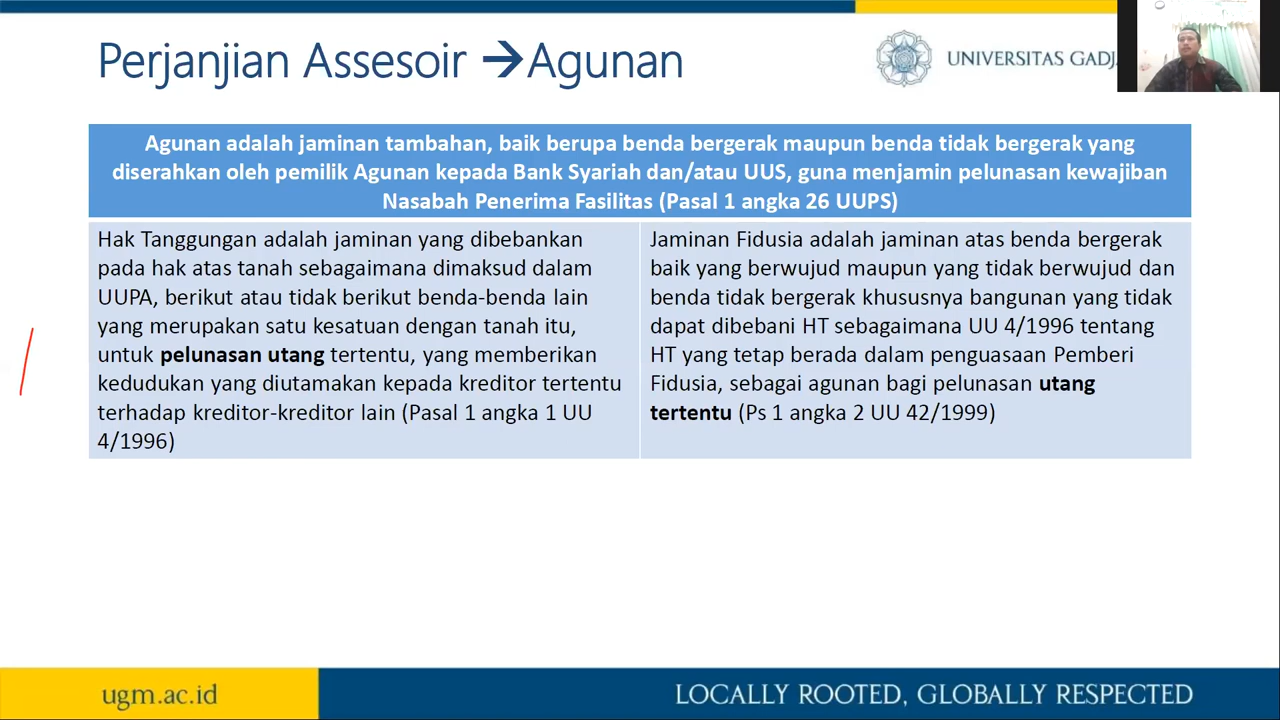 Perjanjian Assesoir →Agunan
UNIVERSITAS GADJ
Agunan adalah jaminan tambahan, baik berupa benda bergerak maupun benda tidak bergerak yang
diserahkan oleh pemilik Agunan kepada Bank Syariah dan/atau UUS, guna menjamin pelunasan kewajiban
Nasabah Penerima Fasilitas (Pasal 1 angka 26 UUPS)
Hak Tanggungan adalah jaminan yang dibebankan
pada hak atas tanah sebagaimana dimaksud dalam
UUPA, berikut atau tidak berikut benda-benda lain
yang merupakan satu kesatuan dengan tanah itu,
untuk pelunasan utang tertentu, yang memberikan
kedudukan yang diutamakan kepada kreditor tertentu
terhadap kreditor-kreditor lain (Pasal 1 angka 1 UU
4/1996)
Jaminan Fidusia adalah jaminan atas benda bergerak
baik yang berwujud maupun yang tidak berwujud dan
benda tidak bergerak khususnya bangunan yang tidak
dapat dibebani HT sebagaimana UU 4/1996 tentang
HT yang tetap berada dalam penguasaan Pemberi
Fidusia, sebagai agunan bagi pelunasan utang
tertentu (Ps 1 angka 2 UU 42/1999)
ugm.ac.id
LOCALLY ROOTED, GLOBALLY RESPECTED